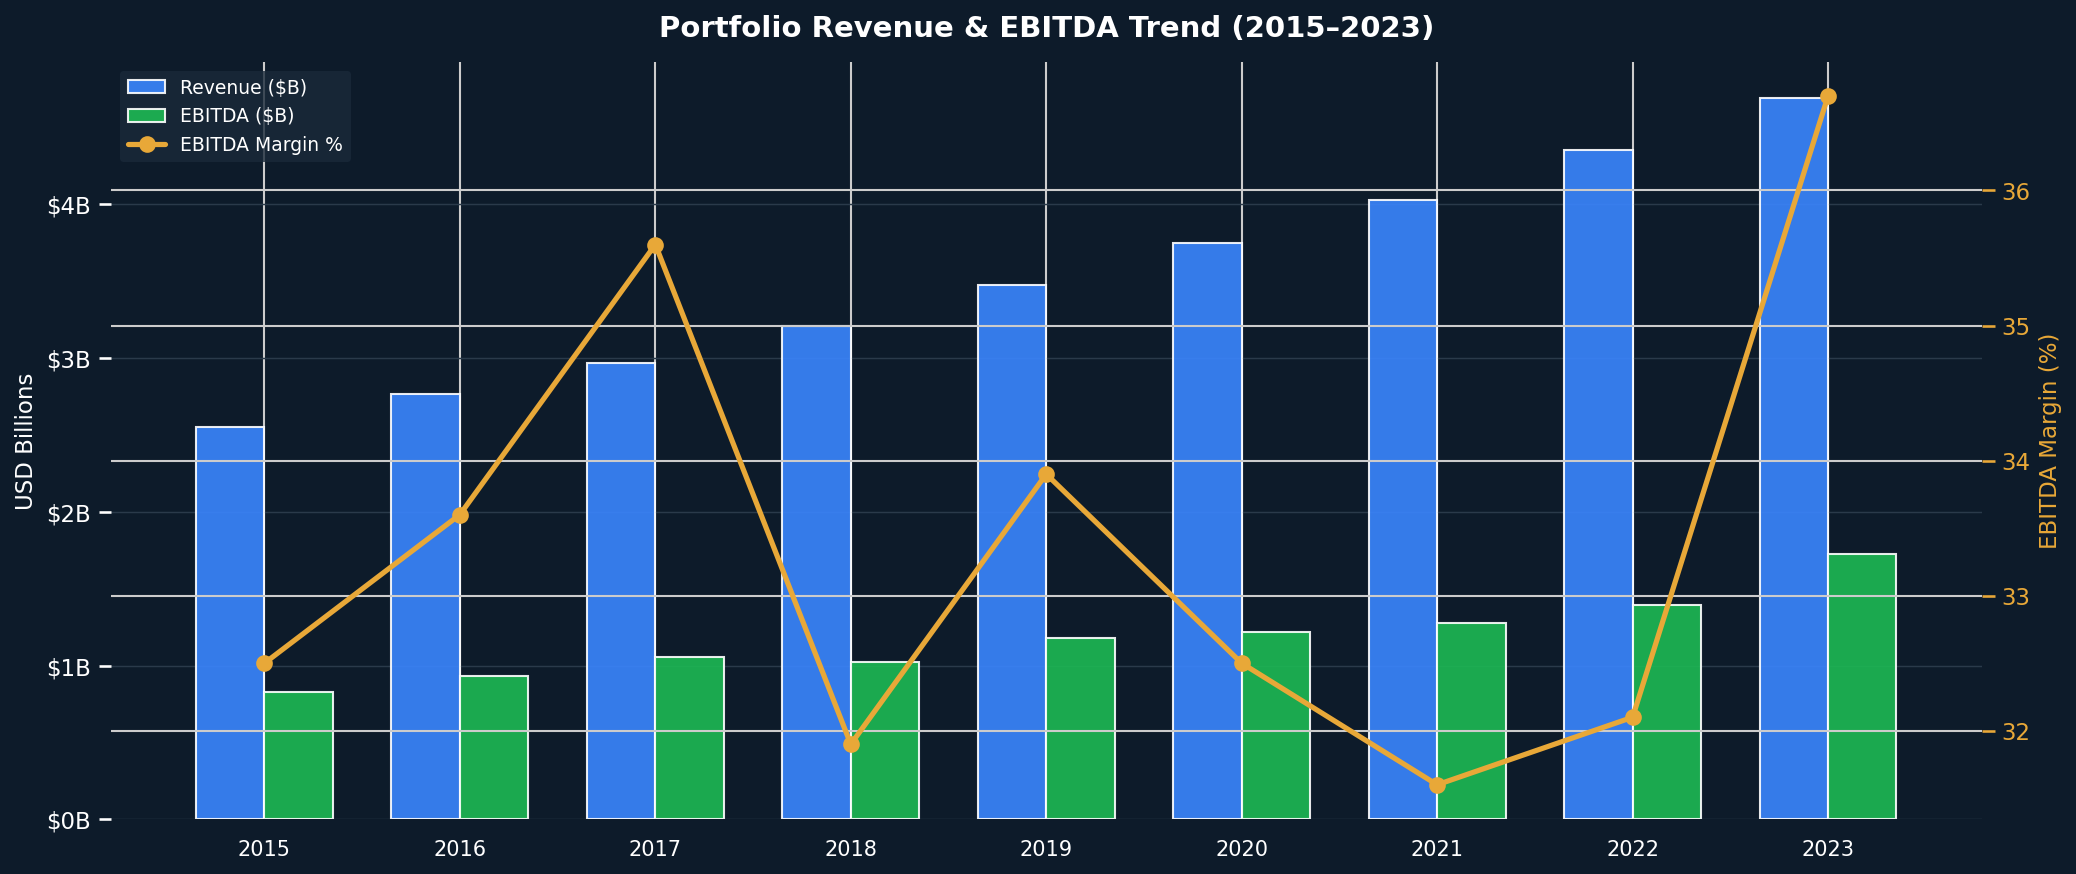 Portfolio Revenue & EBITDA Trend (2015–2023)
Revenue ($B)
EBITDA ($B)
EBITDA Margin %
USD Billions
$4B
$3B
$2B
$1B
$0B
36
35
34
33
32
EBITDA Margin (%)
2015 2016 2017 2018 2019 2020 2021 2022 2023